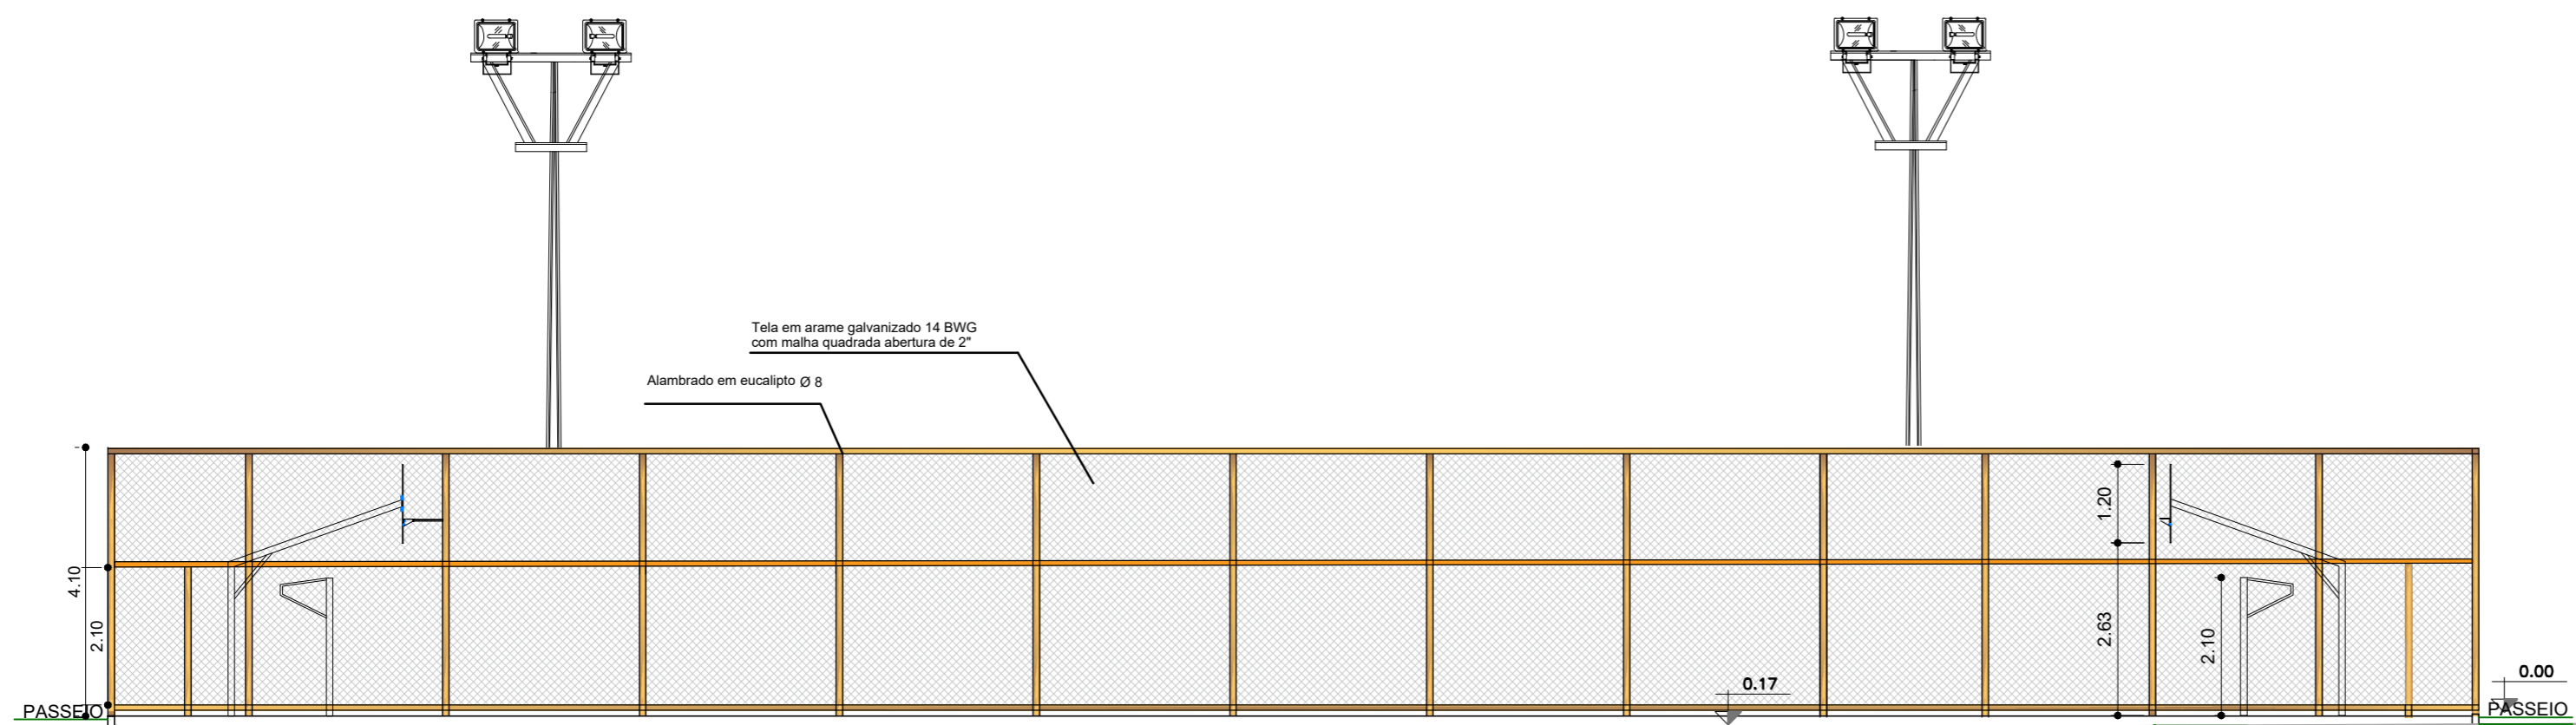 Tela em arame galvanizado 14 BWG
com malha quadrada abertura de 2"
Alambrado em eucalipto Ø 8
4.10
2.10
1.20
2.63
2.10
0.17
0.00
PASSEIO
PASSEIO